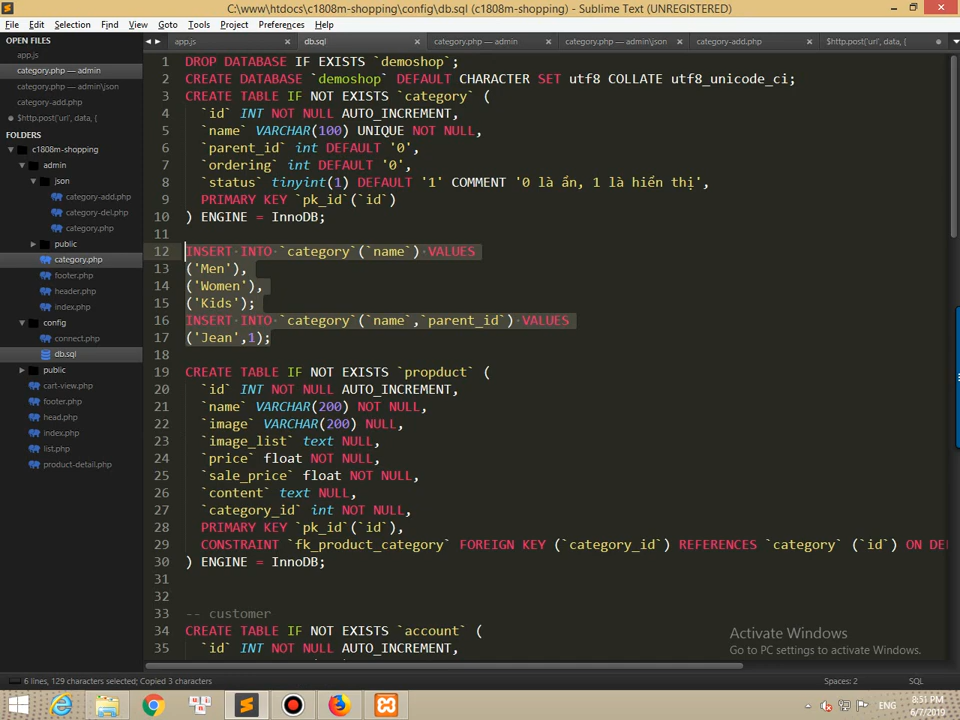 C:\www\htdocs\c1808m-shopping\config\db.sql (c1808m-shopping) - Sublime Text (UNREGISTERED)
File Edit Selection Find View Goto Tools Project Preferences Help
OPEN FILES
app.js
category.php — admin
category.php — admin\json
category-add.php
$http.post('url', data, {
FOLDERS
c1808m-shopping
admin
json
category-add.php
category-del.php
category.php
public
category.php
footer.php
header.php
index.php
config
connect.php
db.sql
public
cart-view.php
footer.php
head.php
index.php
list.php
product-detail.php
app.js db.sql category.php — admin category.php — admin\json category-add.php $http.post('url', data, {
1 DROP DATABASE IF EXISTS `demoshop`;
2 CREATE DATABASE `demoshop` DEFAULT CHARACTER SET utf8 COLLATE utf8_unicode_ci;
3 CREATE TABLE IF NOT EXISTS `category` (
4 `id` INT NOT NULL AUTO_INCREMENT,
5 `name` VARCHAR(100) UNIQUE NOT NULL,
6 `parent_id` int DEFAULT '0',
7 `ordering` int DEFAULT '0',
8 `status` tinyint(1) DEFAULT '1' COMMENT '0 là ẩn, 1 là hiển thị',
9 PRIMARY KEY `pk_id`(`id`)
10 ) ENGINE = InnoDB;
11
12 INSERT INTO `category`(`name`) VALUES
13 ('Men'),
14 ('Women'),
15 ('Kids');
16 INSERT INTO `category`(`name`,`parent_id`) VALUES
17 ('Jean',1);
18
19 CREATE TABLE IF NOT EXISTS `propduct` (
20 `id` INT NOT NULL AUTO_INCREMENT,
21 `name` VARCHAR(200) NOT NULL,
22 `image` VARCHAR(200) NULL,
23 `image_list` text NULL,
24 `price` float NOT NULL,
25 `sale_price` float NOT NULL,
26 `content` text NULL,
27 `category_id` int NOT NULL,
28 PRIMARY KEY `pk_id`(`id`),
29 CONSTRAINT `fk_product_category` FOREIGN KEY (`category_id`) REFERENCES `category` (`id`) ON DEL
30 ) ENGINE = InnoDB;
31
32
33 -- customer
34 CREATE TABLE IF NOT EXISTS `account` (
35 `id` INT NOT NULL AUTO_INCREMENT,
Activate Windows
Go to PC settings to activate Windows.
6 lines, 129 characters selected; Copied 3 characters Spaces: 2 SQL
ENG
8:51 PM
6/7/2019